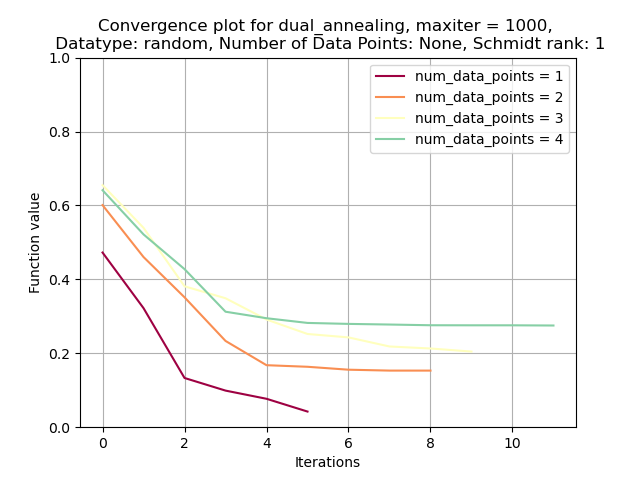 Convergence plot for dual_annealing, maxiter = 1000,
Datatype: random, Number of Data Points: None, Schmidt rank: 1
1.0
0.8
0.6
0.4
0.2
0.0
Function value
num_data_points = 1
num_data_points = 2
num_data_points = 3
num_data_points = 4
0 2 4 6 8 10
Iterations